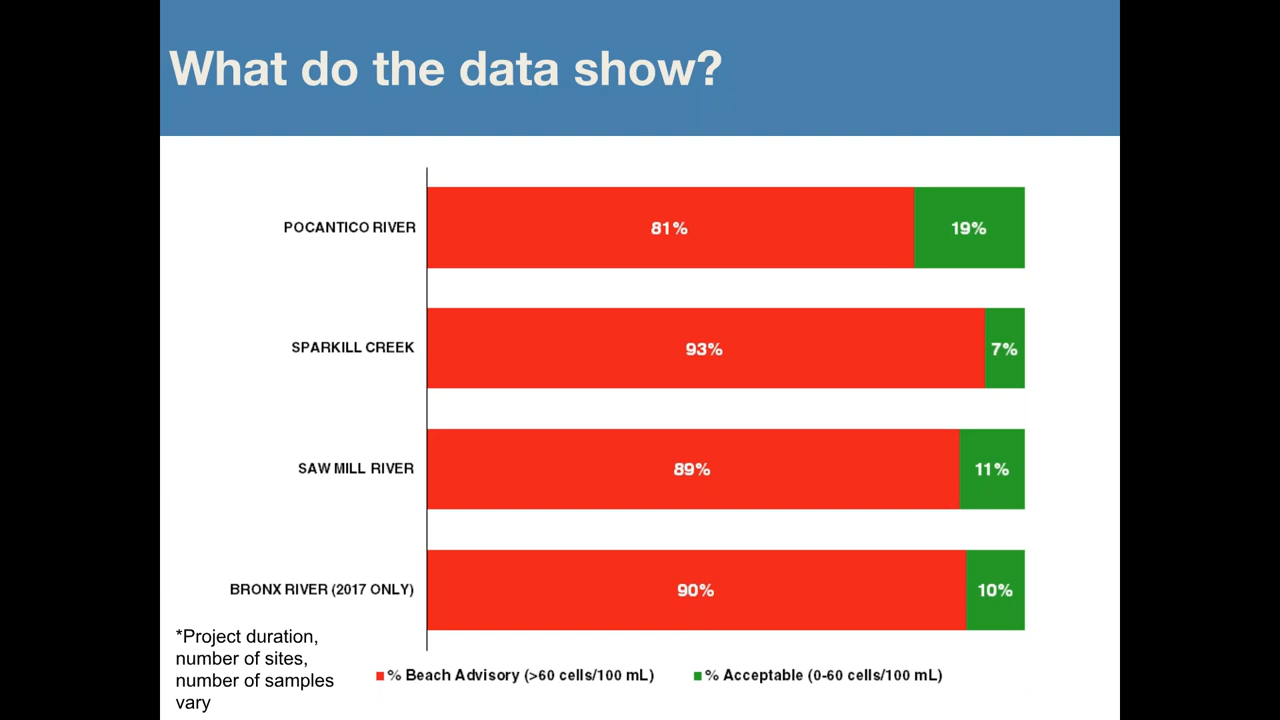 What do the data show?
POCANTICO RIVER
81%
19%
SPARKILL CREEK
93%
7%
SAW MILL RIVER
89%
11%
BRONX RIVER (2017 ONLY)
90%
10%
*Project duration,
number of sites,
number of samples
vary
% Beach Advisory (>60 cells/100 mL)
% Acceptable (0-60 cells/100 mL)